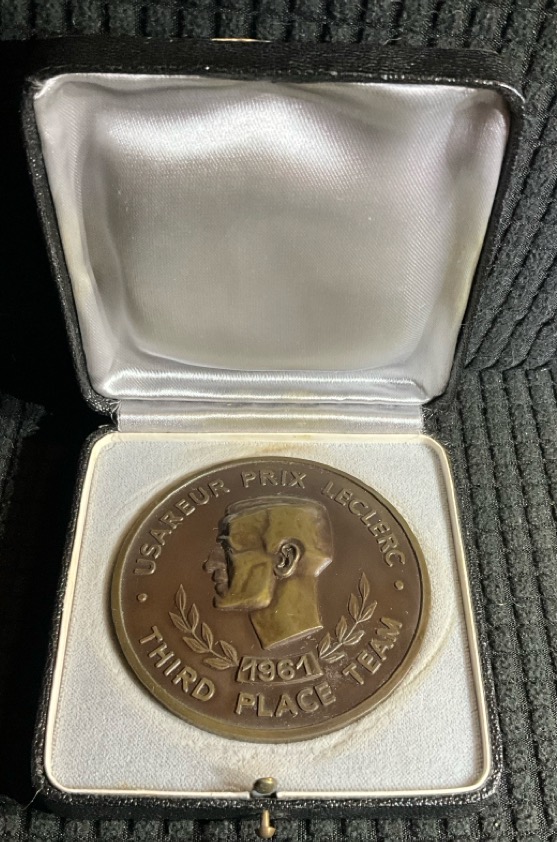 • USAREUR PRIX LECLERC •
1961
THIRD PLACE TEAM